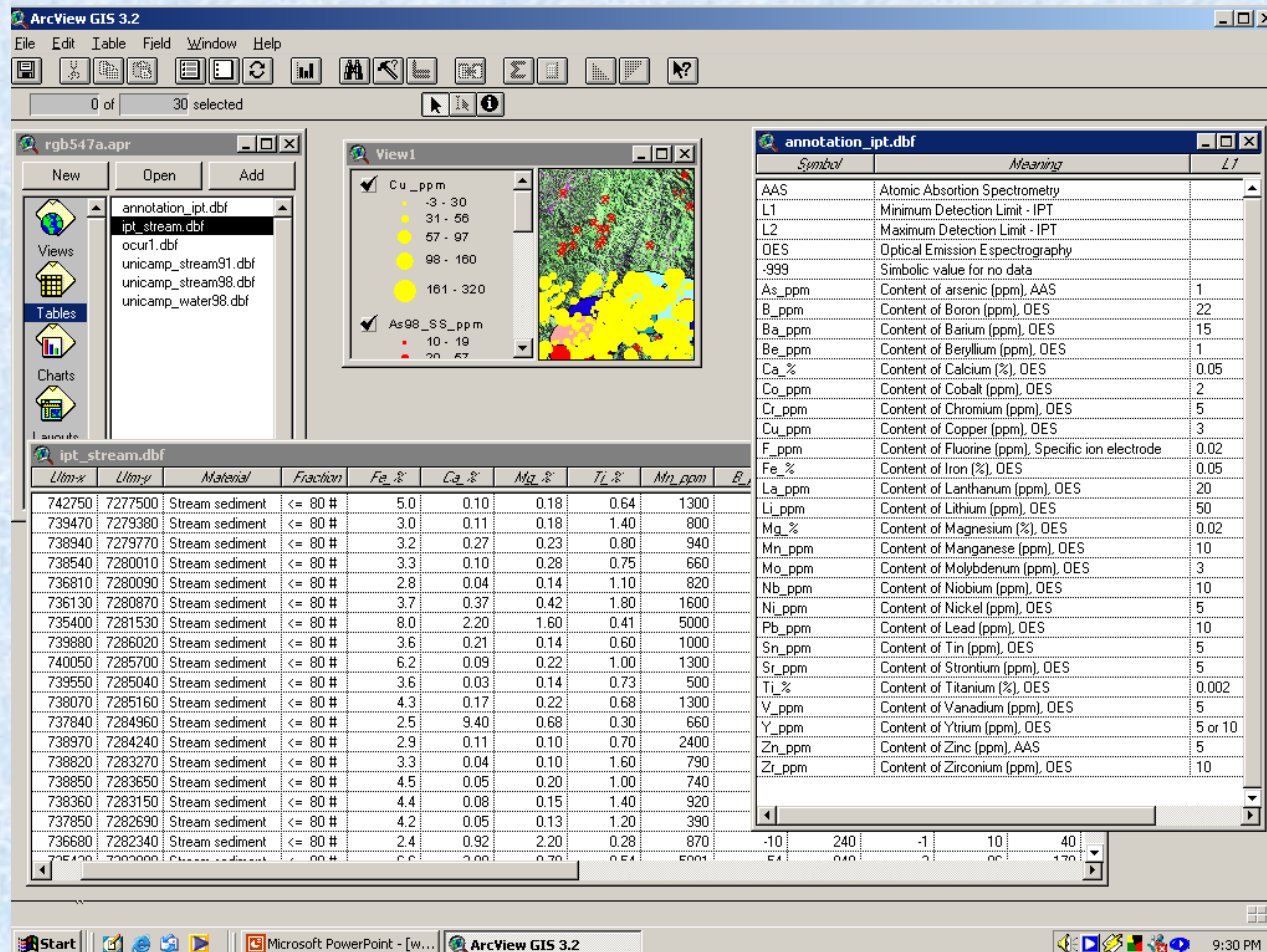 ArcView GIS 3.2
File Edit Table Field Window Help
0 of 30 selected
rgb547a.apr
New Open Add
Views
Tables
Charts
Layouts
annotation_ipt.dbf
ipt_stream.dbf
ocur1.dbf
unicamp_stream91.dbf
unicamp_stream98.dbf
unicamp_water98.dbf
View1
Cu_ppm
-3 - 30
31 - 56
57 - 97
98 - 160
161 - 320
As98_SS_ppm
10 - 19
20 - 57
annotation_ipt.dbf
Symbol Meaning L1
AAS Atomic Absortion Spectrometry
L1 Minimum Detection Limit - IPT
L2 Maximum Detection Limit - IPT
OES Optical Emission Espectrography
-999 Simbolic value for no data
As_ppm Content of arsenic (ppm), AAS 1
B_ppm Content of Boron (ppm), OES 22
Ba_ppm Content of Barium (ppm), OES 15
Be_ppm Content of Beryllium (ppm), OES 1
Ca_% Content of Calcium (%), OES 0.05
Co_ppm Content of Cobalt (ppm), OES 2
Cr_ppm Content of Chromium (ppm), OES 5
Cu_ppm Content of Copper (ppm), OES 3
F_ppm Content of Fluorine (ppm), Specific ion electrode 0.02
Fe_% Content of Iron (%), OES 0.05
La_ppm Content of Lanthanum (ppm), OES 20
Li_ppm Content of Lithium (ppm), OES 50
Mg_% Content of Magnesium (%), OES 0.02
Mn_ppm Content of Manganese (ppm), OES 10
Mo_ppm Content of Molybdenum (ppm), OES 3
Nb_ppm Content of Niobium (ppm), OES 10
Ni_ppm Content of Nickel (ppm), OES 5
Pb_ppm Content of Lead (ppm), OES 10
Sn_ppm Content of Tin (ppm), OES 5
Sr_ppm Content of Strontium (ppm), OES 5
Ti_% Content of Titanium (%), OES 0.002
V_ppm Content of Vanadium (ppm), OES 5
Y_ppm Content of Ytrium (ppm), OES 5 or 10
Zn_ppm Content of Zinc (ppm), AAS 5
Zr_ppm Content of Zirconium (ppm), OES 10
ipt_stream.dbf
Utm-x Utm-y Material Fraction Fe_% Ca_% Mg_% Ti_% Mn_ppm
742750 7277500 Stream sediment <= 80 # 5.0 0.10 0.18 0.64 1300
739470 7279380 Stream sediment <= 80 # 3.0 0.11 0.18 1.40 800
738940 7279770 Stream sediment <= 80 # 3.2 0.27 0.23 0.80 940
738540 7280010 Stream sediment <= 80 # 3.3 0.10 0.28 0.75 660
736810 7280090 Stream sediment <= 80 # 2.8 0.04 0.14 1.10 820
736130 7280870 Stream sediment <= 80 # 3.7 0.37 0.42 1.80 1600
735400 7281530 Stream sediment <= 80 # 8.0 2.20 1.60 0.41 5000
739880 7286020 Stream sediment <= 80 # 3.6 0.21 0.14 0.60 1000
740050 7285700 Stream sediment <= 80 # 6.2 0.09 0.22 1.00 1300
739550 7285040 Stream sediment <= 80 # 3.6 0.03 0.14 0.73 500
738070 7285160 Stream sediment <= 80 # 4.3 0.17 0.22 0.68 1300
737840 7284960 Stream sediment <= 80 # 2.5 9.40 0.68 0.30 660
738970 7284240 Stream sediment <= 80 # 2.9 0.11 0.10 0.70 2400
738820 7283270 Stream sediment <= 80 # 3.3 0.04 0.10 1.60 790
738850 7283650 Stream sediment <= 80 # 4.5 0.05 0.20 1.00 740
738360 7283150 Stream sediment <= 80 # 4.4 0.08 0.15 1.40 920
737850 7282690 Stream sediment <= 80 # 4.2 0.05 0.13 1.20 390
736680 7282340 Stream sediment <= 80 # 2.4 0.92 2.20 0.28 870 -10 240 -1 10 40
Start Microsoft PowerPoint - [w... ArcView GIS 3.2 9:30 PM